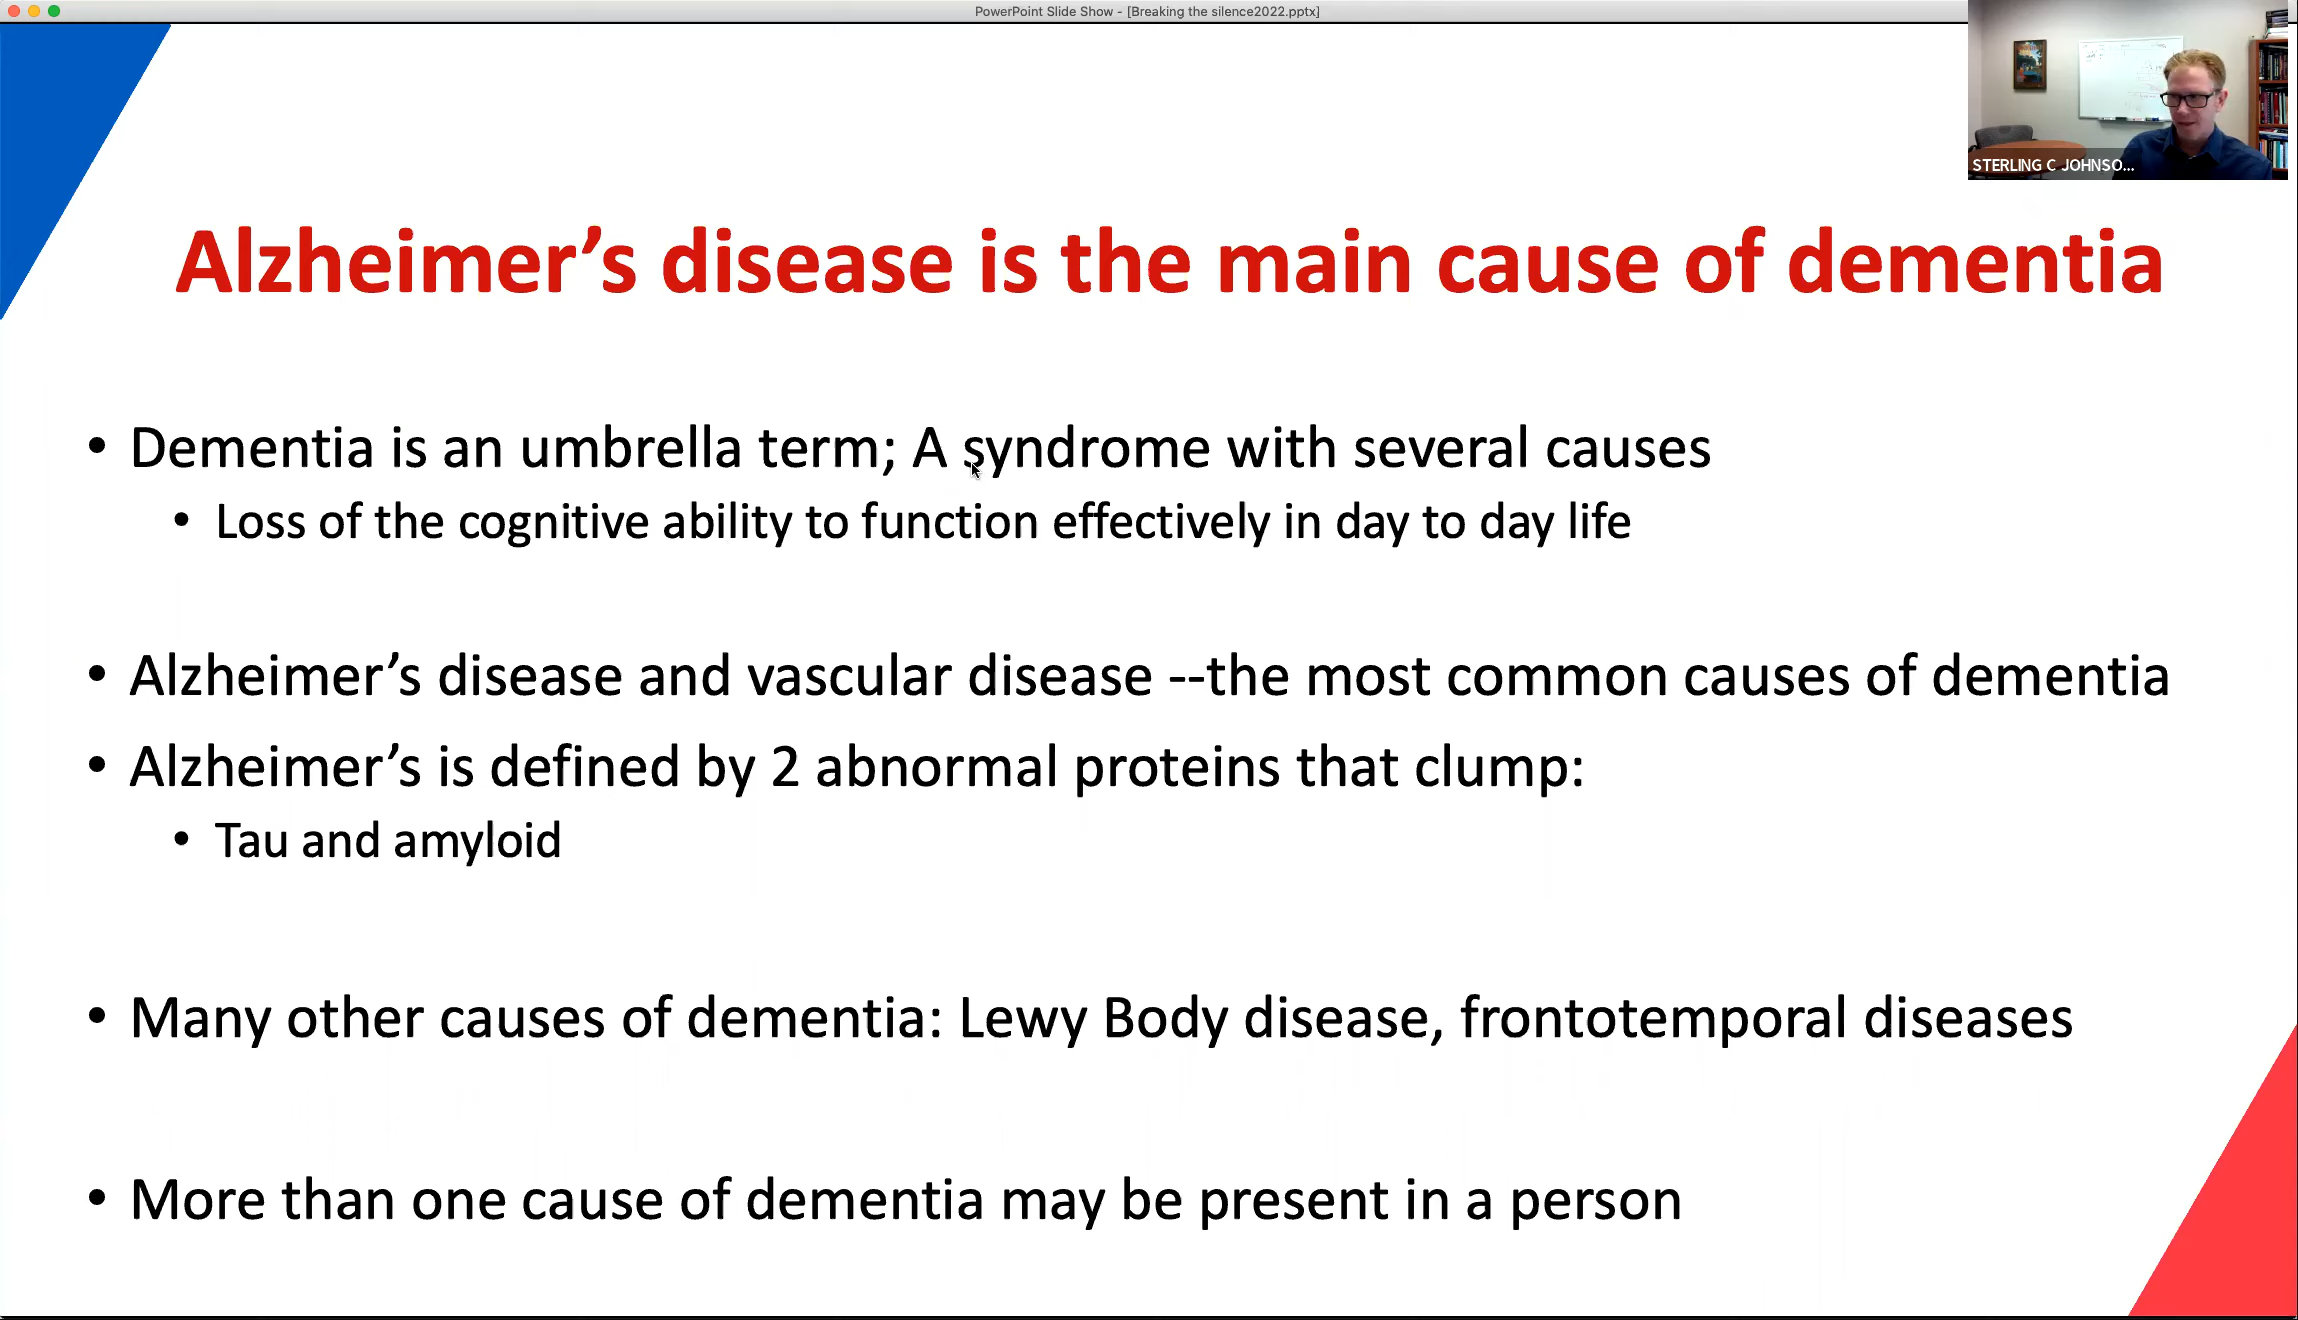 PowerPoint Slide Show - [Breaking the silence2022.pptx]
STERLING C JOHNSO...
Alzheimer’s disease is the main cause of dementia
• Dementia is an umbrella term; A syndrome with several causes
• Loss of the cognitive ability to function effectively in day to day life
• Alzheimer’s disease and vascular disease --the most common causes of dementia
• Alzheimer’s is defined by 2 abnormal proteins that clump:
• Tau and amyloid
• Many other causes of dementia: Lewy Body disease, frontotemporal diseases
• More than one cause of dementia may be present in a person